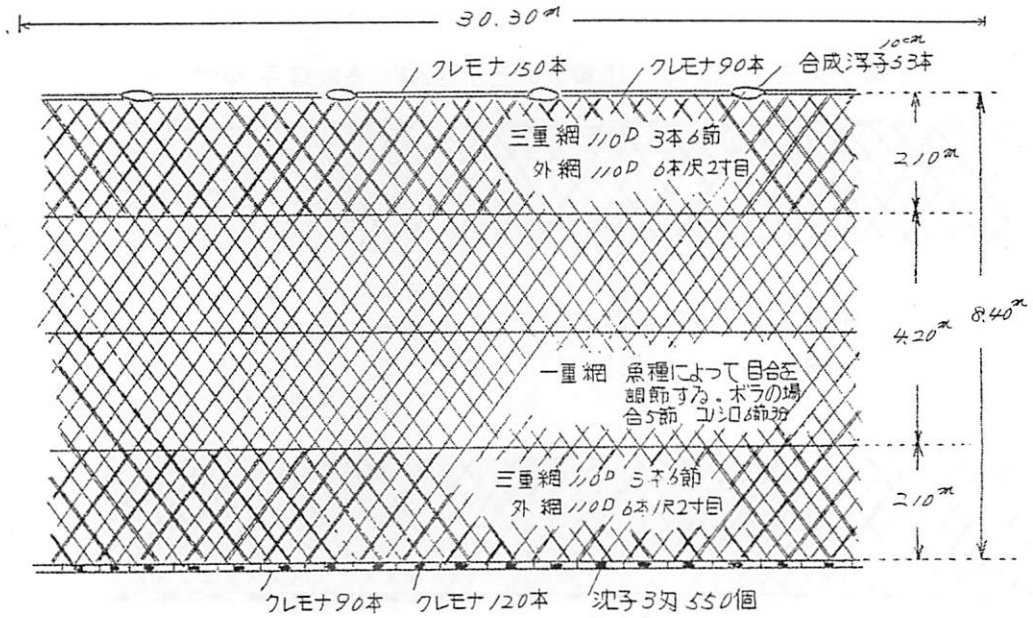 30.30m
クレモナ150本
クレモナ90本
10cm
合成浮子53本
三重網 110D 3本6節
外網 110D 6本1尺2寸目
2.10m
4.20m
8.40m
一重網 魚種によって目合を
調節する。ボラの場
合5節 コノシロ6節3分
三重網 110D 3本6節
外網 110D 6本1尺2寸目
2.10m
クレモナ90本
クレモナ120本
沈子3匁 550個